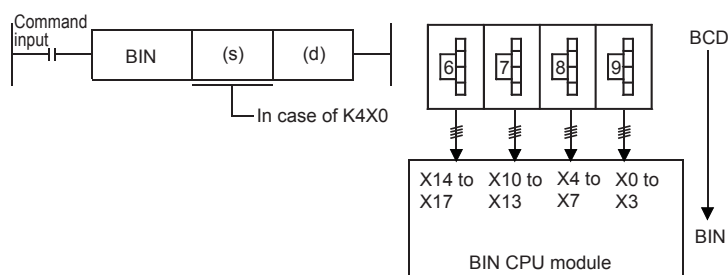 Command
input
BIN
(s)
(d)
In case of K4X0
6
7
8
9
BCD
X14 to
X17
X10 to
X13
X4 to
X7
X0 to
X3
BIN
BIN CPU module